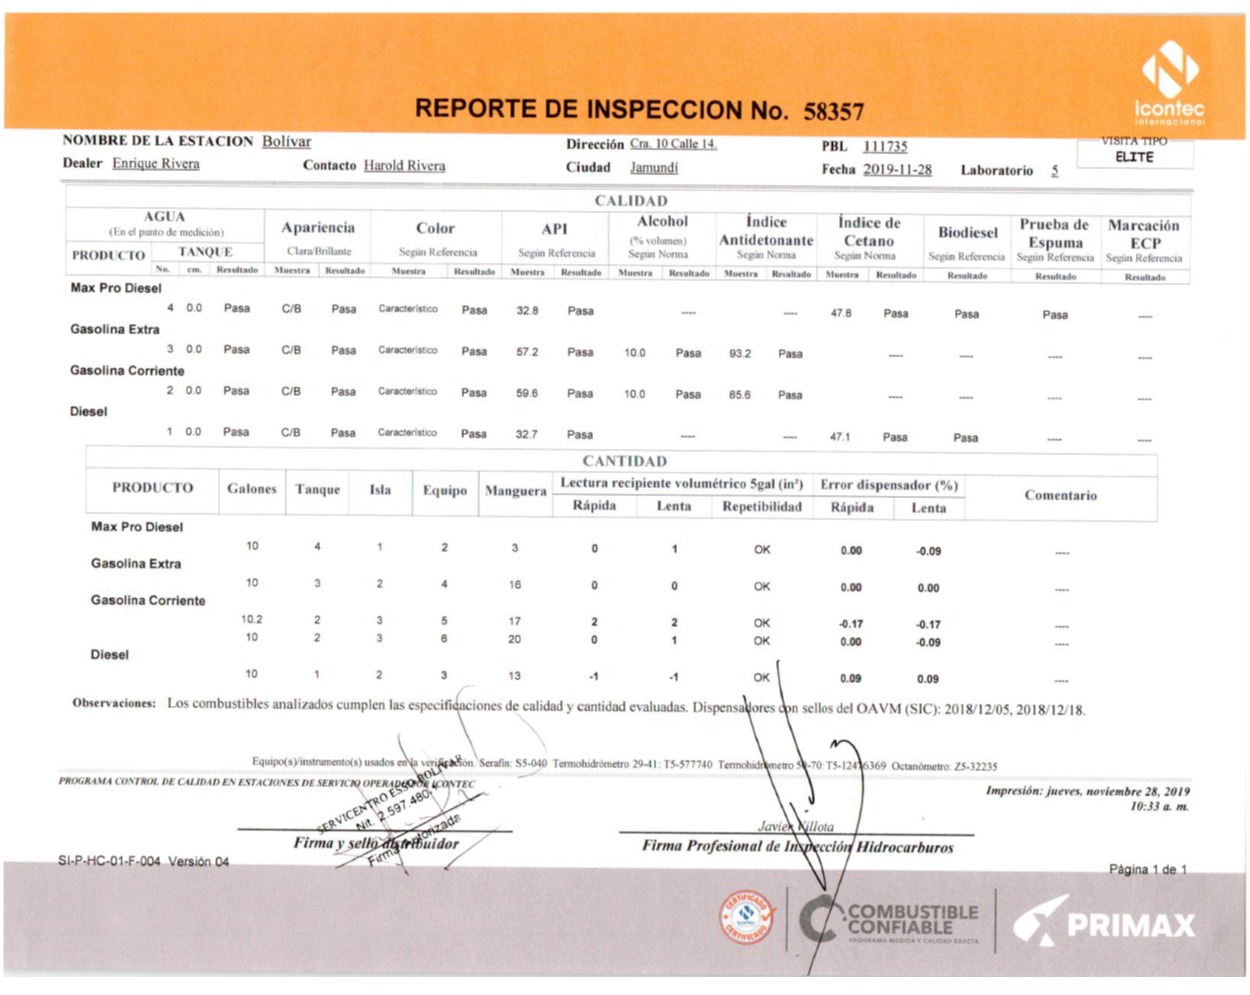 icontec
internacional
REPORTE DE INSPECCION No. 58357
NOMBRE DE LA ESTACION Bolívar Dirección Cra. 10 Calle 14. PBL 111735 VISITA TIPO
ELITE
Dealer Enrique Rivera Contacto Harold Rivera Ciudad Jamundí Fecha 2019-11-28 Laboratorio 5
CALIDAD
AGUA Apariencia Color API Alcohol Índice Antidetonante Índice de Cetano Biodiesel Prueba de Espuma Marcación ECP
(En el punto de medición) Clara/Brillante Según Referencia Según Referencia (% volumen) Según Norma Según Norma Según Norma Según Referencia Según Referencia Según Referencia
PRODUCTO TANQUE
No. cm. Resultado Muestra Resultado Muestra Resultado Muestra Resultado Muestra Resultado Muestra Resultado Muestra Resultado Resultado Resultado Resultado
Max Pro Diesel
4 0.0 Pasa C/B Pasa Característico Pasa 32.8 Pasa ---- ---- 47.8 Pasa Pasa Pasa ----
Gasolina Extra
3 0.0 Pasa C/B Pasa Característico Pasa 57.2 Pasa 10.0 Pasa 93.2 Pasa ---- ---- ---- ----
Gasolina Corriente
2 0.0 Pasa C/B Pasa Característico Pasa 59.6 Pasa 10.0 Pasa 85.6 Pasa ---- ---- ---- ----
Diesel
1 0.0 Pasa C/B Pasa Característico Pasa 32.7 Pasa ---- ---- 47.1 Pasa Pasa ---- ----
CANTIDAD
PRODUCTO Galones Tanque Isla Equipo Manguera Lectura recipiente volumétrico 5gal (in³) Error dispensador (%) Comentario
Rápida Lenta Repetibilidad Rápida Lenta
Max Pro Diesel
10 4 1 2 3 0 1 OK 0.00 -0.09 ----
Gasolina Extra
10 3 2 4 16 0 0 OK 0.00 0.00 ----
Gasolina Corriente
10.2 2 3 5 17 2 2 OK -0.17 -0.17 ----
10 2 3 6 20 0 1 OK 0.00 -0.09 ----
Diesel
10 1 2 3 13 -1 -1 OK 0.09 0.09 ----
Observaciones: Los combustibles analizados cumplen las especificaciones de calidad y cantidad evaluadas. Dispensadores con sellos del OAVM (SIC): 2018/12/05, 2018/12/18.
Equipo(s)/instrumento(s) usados en la verificación. Serafín: S5-040 Termohidrómetro 29-41: T5-577740 Termohidrómetro 59-70: T5-12476369 Octanómetro: Z5-32235
PROGRAMA CONTROL DE CALIDAD EN ESTACIONES DE SERVICIO OPERADO POR ICONTEC
Impresión: jueves, noviembre 28, 2019
10:33 a. m.
SERVICENTRO ESSO BOLIVAR
Nit. 2.597.480
Firma Autorizada
Javier Villota
Firma y sello distribuidor Firma Profesional de Inspección Hidrocarburos
SI-P-HC-01-F-004 Versión 04
Página 1 de 1
CERTIFICADO
CERTIFICADO
COMBUSTIBLE
CONFIABLE
PROGRAMA MEDIDA Y CALIDAD EXACTA
PRIMAX